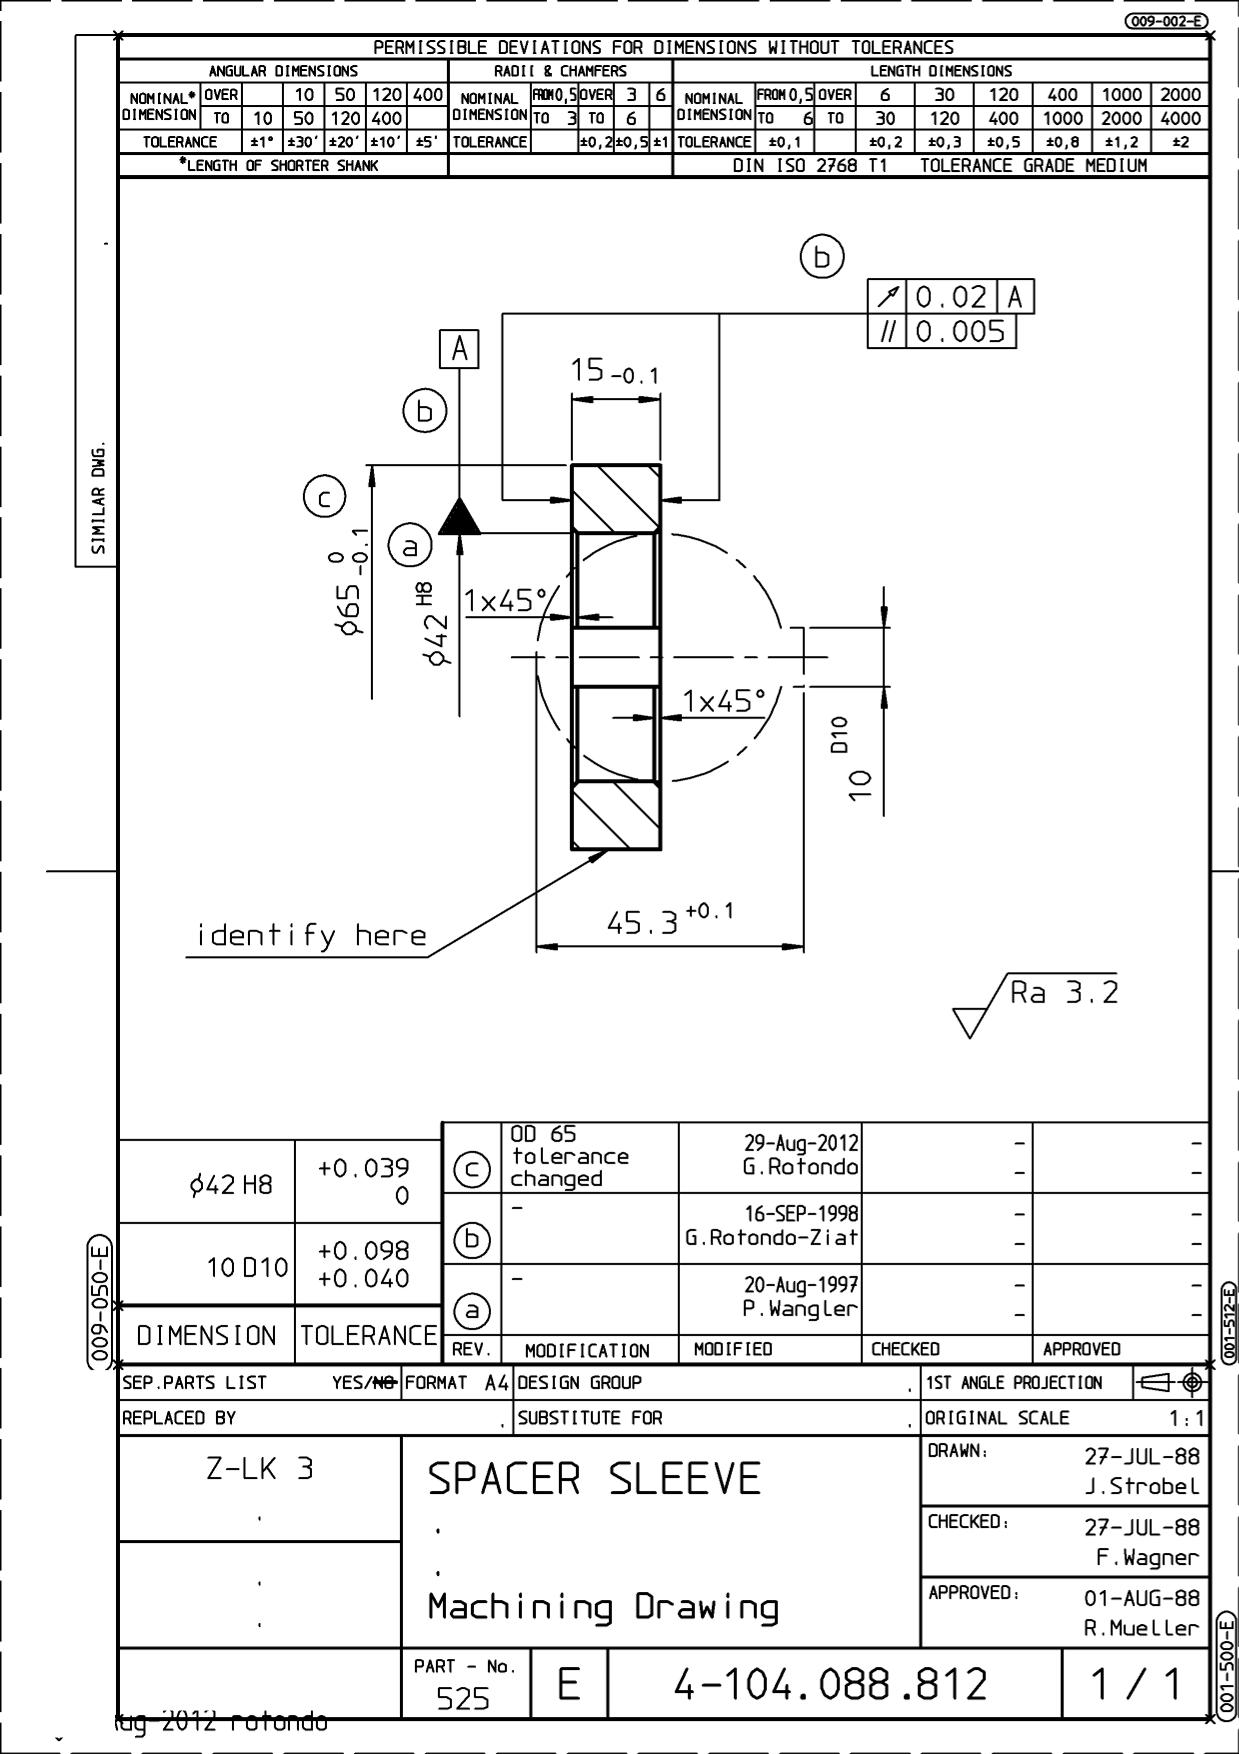 009-002-E
PERMISSIBLE DEVIATIONS FOR DIMENSIONS WITHOUT TOLERANCES
ANGULAR DIMENSIONS RADII & CHAMFERS LENGTH DIMENSIONS
NOMINAL* DIMENSION OVER 10 50 120 400 NOMINAL DIMENSION FROM 0,5 OVER 3 6 NOMINAL DIMENSION FROM 0,5 OVER 6 30 120 400 1000 2000
TO 10 50 120 400 TO 3 TO 6 TO 6 TO 30 120 400 1000 2000 4000
TOLERANCE ±1° ±30' ±20' ±10' ±5' TOLERANCE ±0,2 ±0,5 ±1 TOLERANCE ±0,1 ±0,2 ±0,3 ±0,5 ±0,8 ±1,2 ±2
*LENGTH OF SHORTER SHANK DIN ISO 2768 T1 TOLERANCE GRADE MEDIUM
SIMILAR DWG.
b
0.02 A
// 0.005
A
15 -0.1
b
c
a
ϕ65 0 -0.1
ϕ42 H8
1x45°
1x45°
10 D10
identify here
45.3 +0.1
Ra 3.2
ϕ42 H8 +0.039 0
10 D10 +0.098 +0.040
DIMENSION TOLERANCE
c OD 65 tolerance changed 29-Aug-2012 G.Rotondo - - - -
b - 16-SEP-1998 G.Rotondo-Ziat - - - -
a - 20-Aug-1997 P.Wangler - - - -
REV. MODIFICATION MODIFIED CHECKED APPROVED
009-050-E
001-512-E
SEP.PARTS LIST YES/NO FORMAT A4 DESIGN GROUP . 1ST ANGLE PROJECTION
REPLACED BY . SUBSTITUTE FOR . ORIGINAL SCALE 1:1
Z-LK 3
SPACER SLEEVE
Machining Drawing
DRAWN: 27-JUL-88
J.Strobel
CHECKED: 27-JUL-88
F.Wagner
APPROVED: 01-AUG-88
R.Mueller
PART - No.
525 E 4-104.088.812 1 / 1
001-500-E
ug-2012 rotondo